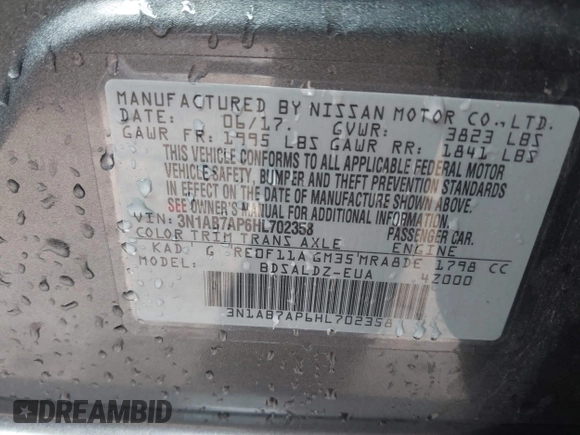 MANUFACTURED BY NISSAN MOTOR CO.,LTD.
DATE: 06/17. GVWR: 3823 LBS
GAWR FR: 1995 LBS GAWR RR: 1841 LBS
THIS VEHICLE CONFORMS TO ALL APPLICABLE FEDERAL MOTOR
VEHICLE SAFETY, BUMPER AND THEFT PREVENTION STANDARDS
IN EFFECT ON THE DATE OF MANUFACTURE SHOWN ABOVE.
SEE OWNER'S MANUAL FOR ADDITIONAL INFORMATION.
VIN: 3N1AB7AP6HL702358 PASSENGER CAR.
COLOR TRIM TRANS AXLE ENGINE
KAD G RE0F11A GM35 MRA8DE 1798 CC
MODEL: BDSALDZ-EUA 42000
3N1AB7AP6HL702358
DREAMBID